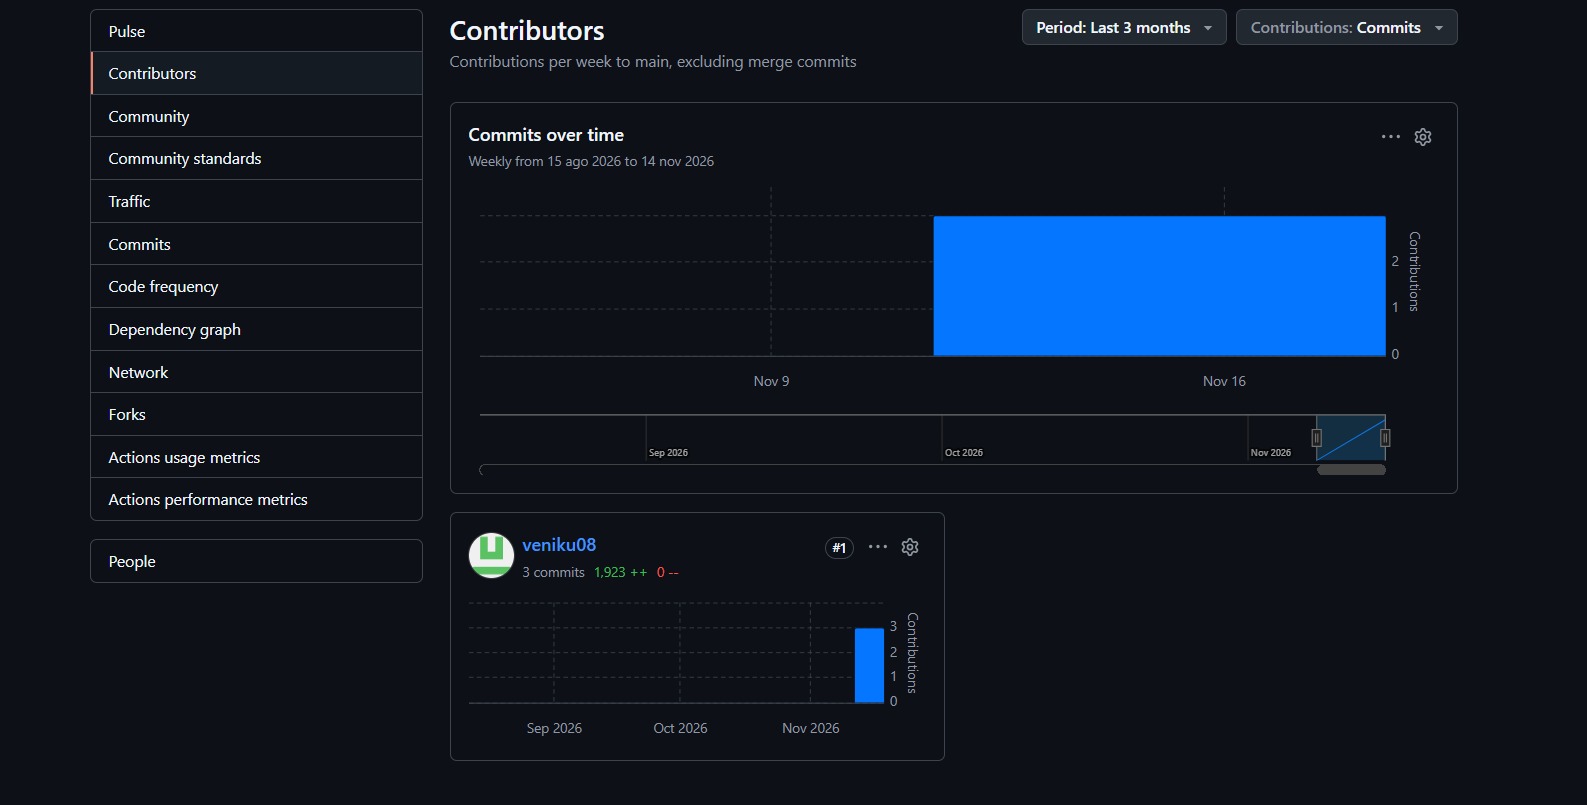 Pulse
Contributors
Community
Community standards
Traffic
Commits
Code frequency
Dependency graph
Network
Forks
Actions usage metrics
Actions performance metrics
People
Contributors
Contributions per week to main, excluding merge commits
Period: Last 3 months
Contributions: Commits
Commits over time
Weekly from 15 ago 2026 to 14 nov 2026
2
1
0
Contributions
Nov 9 Nov 16
Sep 2026 Oct 2026 Nov 2026
veniku08
#1
3 commits 1,923 ++ 0 --
3
2
1
0
Contributions
Sep 2026 Oct 2026 Nov 2026